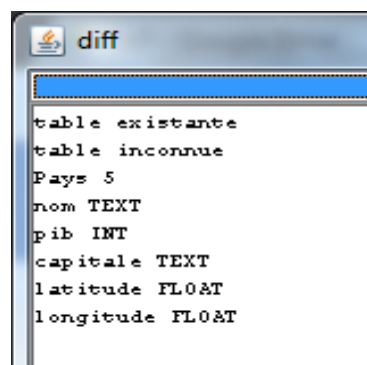 diff
table existante
table inconnue
Pays 5
nom TEXT
pib INT
capitale TEXT
latitude FLOAT
longitude FLOAT